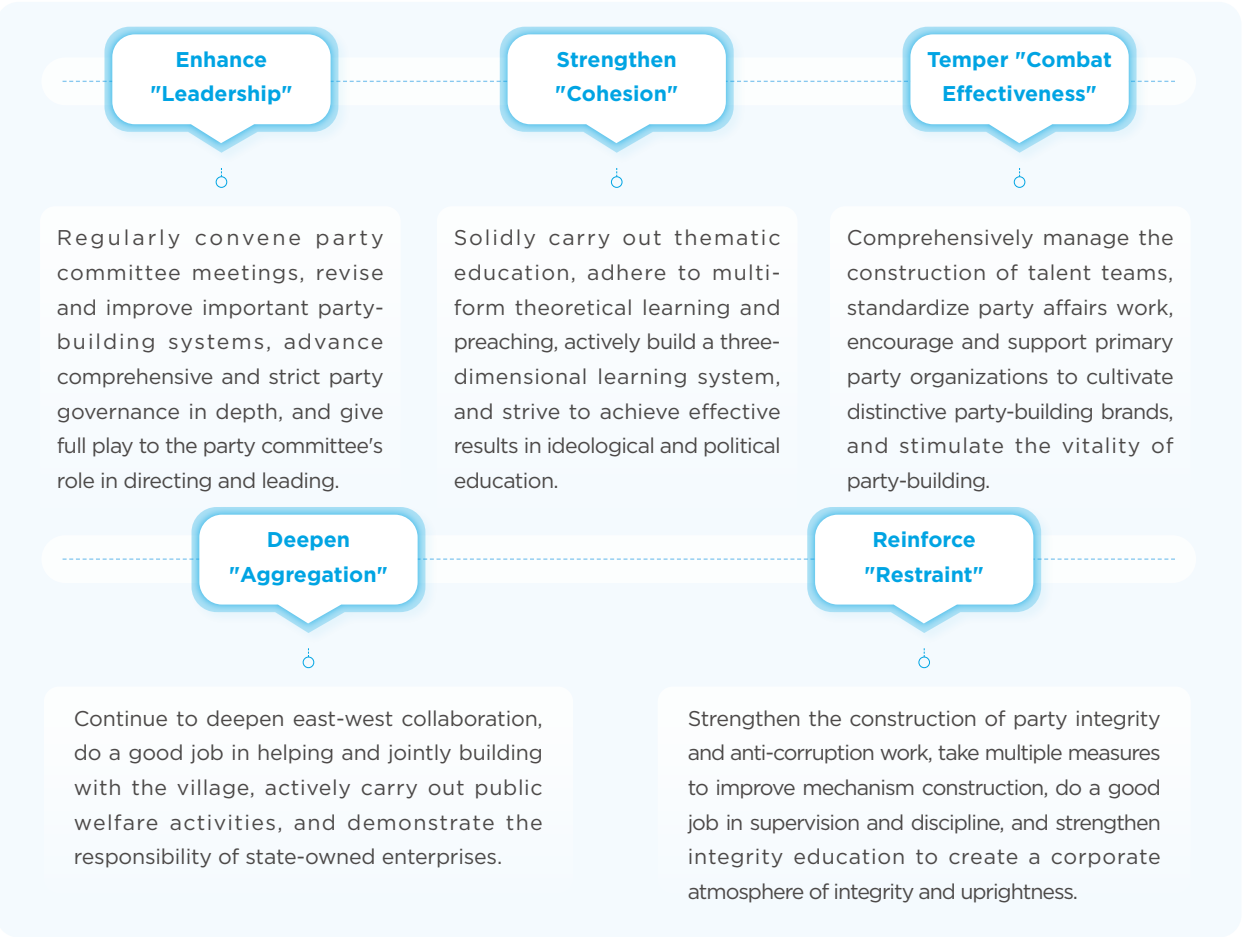 Enhance
"Leadership"
Regularly convene party
committee meetings, revise
and improve important party-
building systems, advance
comprehensive and strict party
governance in depth, and give
full play to the party committee's
role in directing and leading.
Strengthen
"Cohesion"
Solidly carry out thematic
education, adhere to multi-
form theoretical learning and
preaching, actively build a three-
dimensional learning system,
and strive to achieve effective
results in ideological and political
education.
Temper "Combat
Effectiveness"
Comprehensively manage the
construction of talent teams,
standardize party affairs work,
encourage and support primary
party organizations to cultivate
distinctive party-building brands,
and stimulate the vitality of
party-building.
Deepen
"Aggregation"
Continue to deepen east-west collaboration,
do a good job in helping and jointly building
with the village, actively carry out public
welfare activities, and demonstrate the
responsibility of state-owned enterprises.
Reinforce
"Restraint"
Strengthen the construction of party integrity
and anti-corruption work, take multiple measures
to improve mechanism construction, do a good
job in supervision and discipline, and strengthen
integrity education to create a corporate
atmosphere of integrity and uprightness.